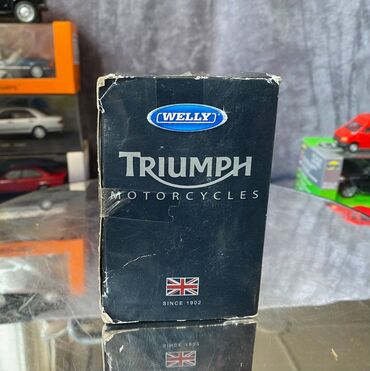 WELLY
TRIUMPH
MOTORCYCLES
SINCE 1902